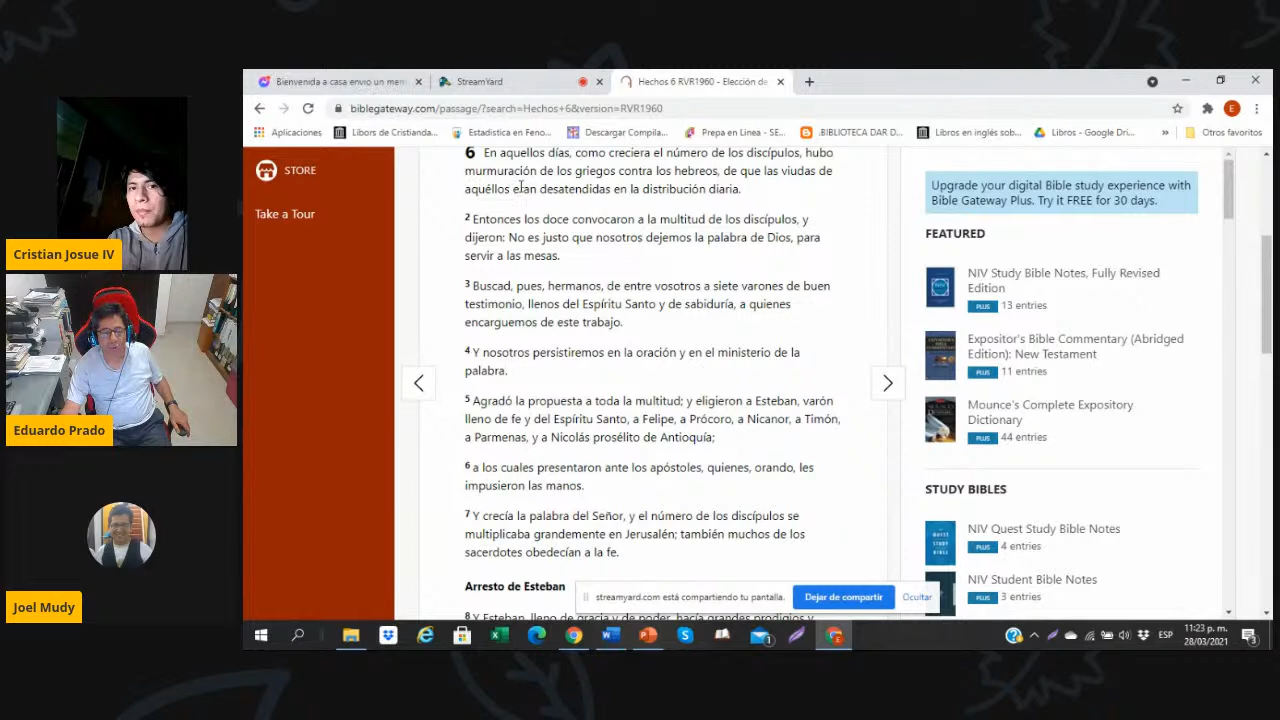 Cristian Josue IV
Eduardo Prado
Joel Mudy
Bienvenida a casa envio un men
StreamYard
Hechos 6 RVR1960 - Elección de
biblegateway.com/passage/?search=Hechos+6&version=RVR1960
Aplicaciones
Libors de Cristianda...
Estadistica en Feno...
Descargar Compila...
Prepa en Linea - SE...
.BIBLIOTECA DAR D...
Libros en inglés sob...
Libros - Google Dri...
»
Otros favoritos
STORE
Take a Tour
6 En aquellos días, como creciera el número de los discípulos, hubo
murmuración de los griegos contra los hebreos, de que las viudas de
aquéllos eran desatendidas en la distribución diaria.
2 Entonces los doce convocaron a la multitud de los discípulos, y
dijeron: No es justo que nosotros dejemos la palabra de Dios, para
servir a las mesas.
3 Buscad, pues, hermanos, de entre vosotros a siete varones de buen
testimonio, llenos del Espíritu Santo y de sabiduría, a quienes
encarguemos de este trabajo.
4 Y nosotros persistiremos en la oración y en el ministerio de la
palabra.
5 Agradó la propuesta a toda la multitud; y eligieron a Esteban, varón
lleno de fe y del Espíritu Santo, a Felipe, a Prócoro, a Nicanor, a Timón,
a Parmenas, y a Nicolás prosélito de Antioquía;
6 a los cuales presentaron ante los apóstoles, quienes, orando, les
impusieron las manos.
7 Y crecía la palabra del Señor, y el número de los discípulos se
multiplicaba grandemente en Jerusalén; también muchos de los
sacerdotes obedecían a la fe.
Arresto de Esteban
8 Y Esteban, lleno de gracia y de poder, hacía grandes prodigios y
Upgrade your digital Bible study experience with
Bible Gateway Plus. Try it FREE for 30 days.
FEATURED
NIV Study Bible Notes, Fully Revised
Edition
PLUS 13 entries
Expositor's Bible Commentary (Abridged
Edition): New Testament
PLUS 11 entries
Mounce's Complete Expository
Dictionary
PLUS 44 entries
STUDY BIBLES
NIV Quest Study Bible Notes
PLUS 4 entries
NIV Student Bible Notes
PLUS 3 entries
streamyard.com está compartiendo tu pantalla.
Dejar de compartir
Ocultar
ESP
11:23 p. m.
28/03/2021